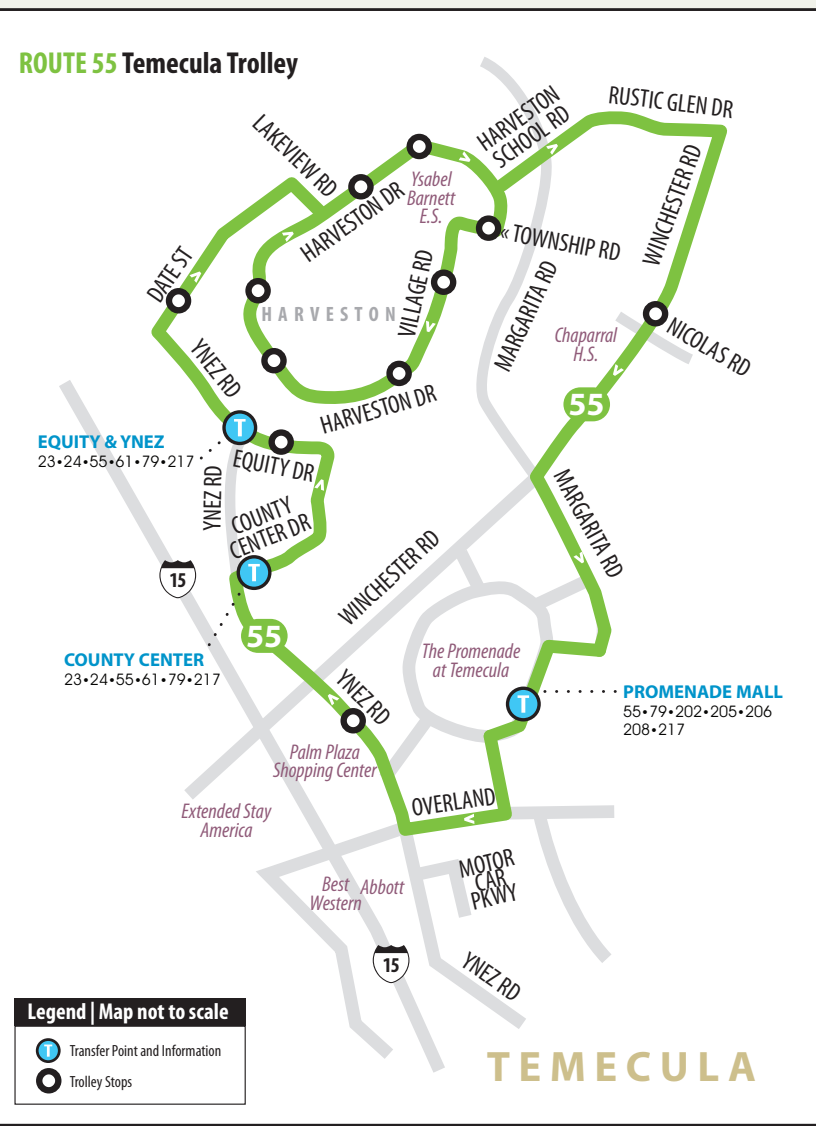 ROUTE 55 Temecula Trolley
LAKEVIEW RD
HARVESTON
SCHOOL RD
RUSTIC GLEN DR
HARVESTON DR
Ysabel
Barnett
E.S.
WINCHESTER RD
« TOWNSHIP RD
DATE ST
VILLAGE RD
MARGARITA RD
HARVESTON
Chaparral
H.S.
NICOLAS RD
YNEZ RD
HARVESTON DR
55
T
EQUITY & YNEZ
23•24•55•61•79•217
EQUITY DR
YNEZ RD
COUNTY
CENTER DR
MARGARITA RD
WINCHESTER RD
T
15
55
COUNTY CENTER
23•24•55•61•79•217
The Promenade
at Temecula
YNEZ RD
T
PROMENADE MALL
55•79•202•205•206
208•217
Palm Plaza
Shopping Center
Extended Stay
America
OVERLAND
MOTOR
CAR
PKWY
Best
Western
Abbott
15
YNEZ RD
Legend | Map not to scale
T Transfer Point and Information
Trolley Stops
TEMECULA